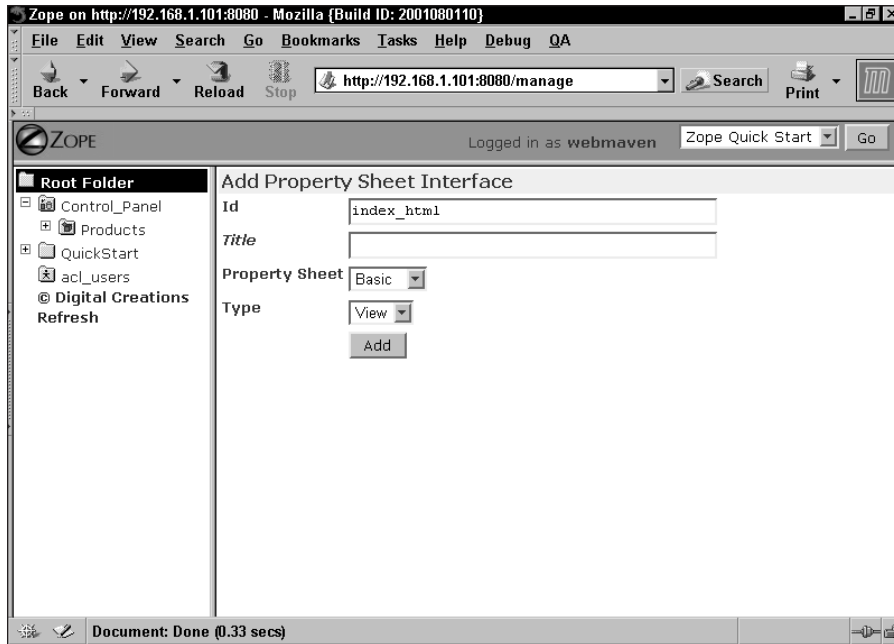 Zope on http://192.168.1.101:8080 - Mozilla {Build ID: 2001080110}
File Edit View Search Go Bookmarks Tasks Help Debug QA
Back Forward Reload Stop http://192.168.1.101:8080/manage Search Print
ZOPE Logged in as webmaven Zope Quick Start Go
Root Folder
Control_Panel
Products
QuickStart
acl_users
© Digital Creations
Refresh
Add Property Sheet Interface
Id index_html
Title
Property Sheet Basic
Type View
Add
Document: Done (0.33 secs)